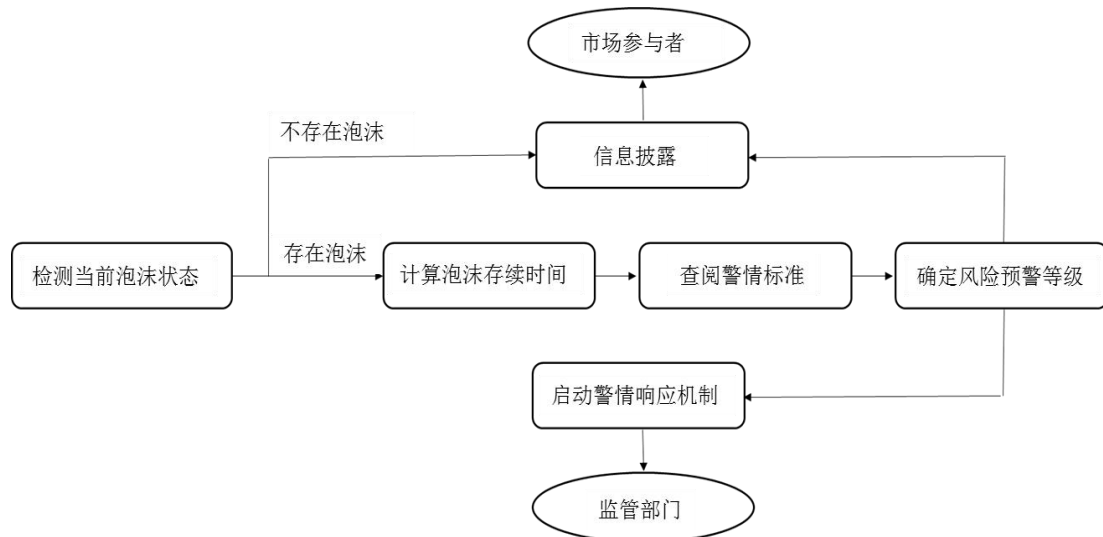 市场参与者
不存在泡沫
信息披露
检测当前泡沫状态
存在泡沫
计算泡沫存续时间
查阅警情标准
确定风险预警等级
启动警情响应机制
监管部门